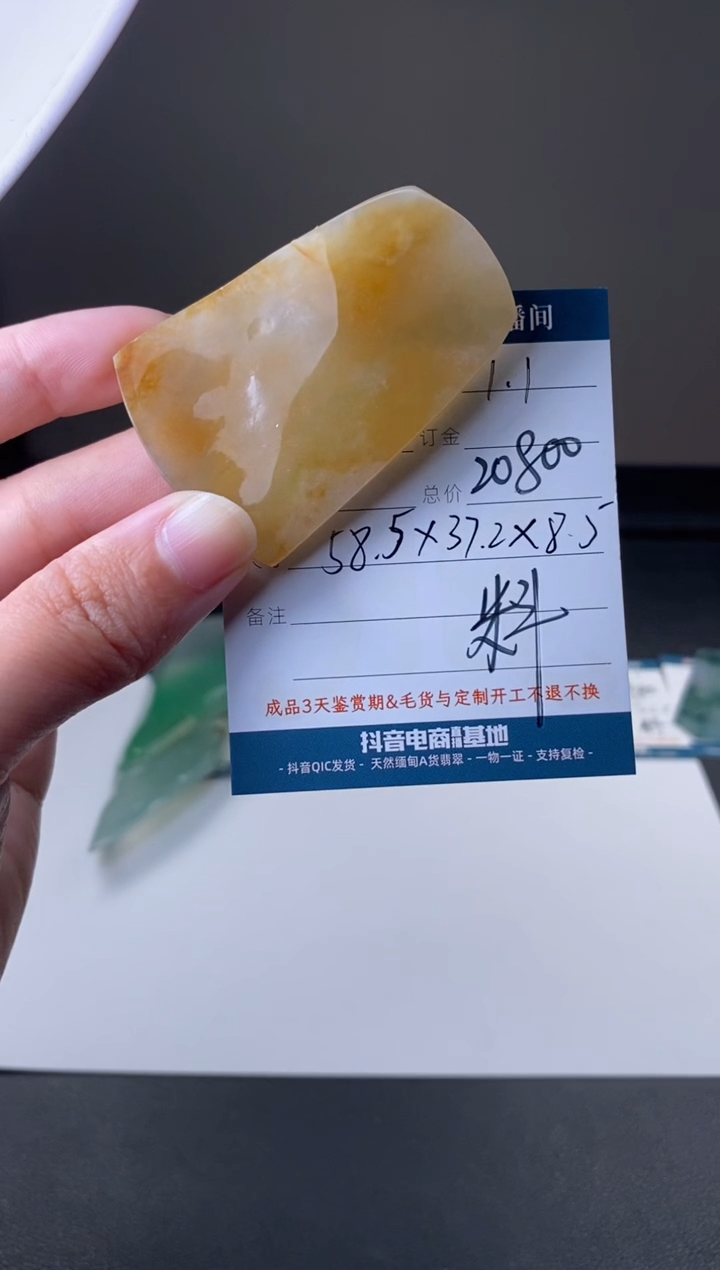 播间
1.1
订金
总价 20800
58.5×37.2×8.5
备注 料
成品3天鉴赏期&毛货与定制开工不退不换
抖音电商基地
- 抖音QIC发货 - 天然缅甸A货翡翠 - 一物一证 - 支持复检 -